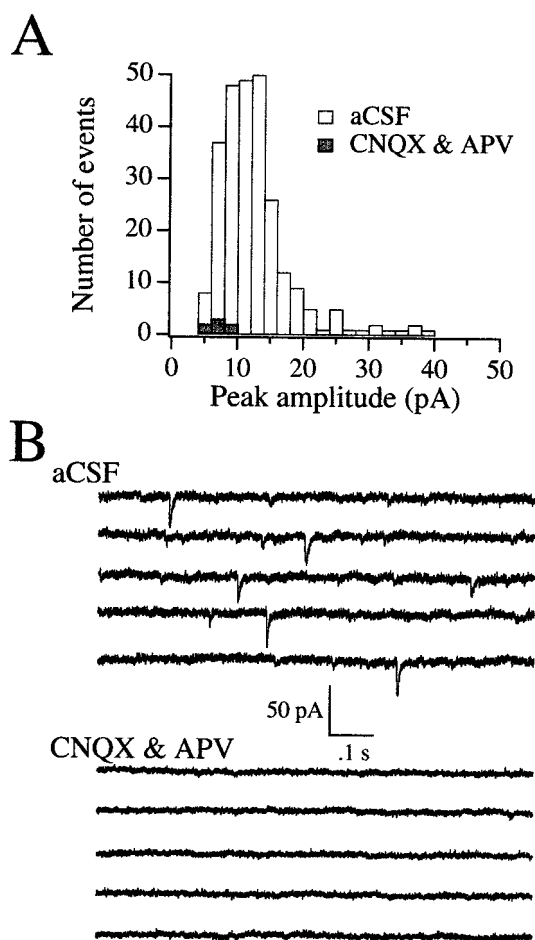 A
50
40
30
20
10
0
Number of events
aCSF
CNQX & APV
0 10 20 30 40 50
Peak amplitude (pA)
B
aCSF
50 pA
.1 s
CNQX & APV